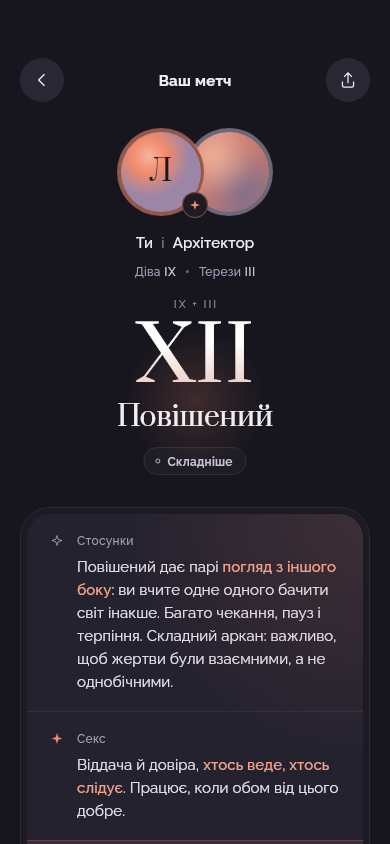 Ваш метч
Л
Ти і Архітектор
Діва IX • Терези III
IX + III
XII
Повішений
Складніше
Стосунки
Повішений дає парі погляд з іншого
боку: ви вчите одне одного бачити
світ інакше. Багато чекання, пауз і
терпіння. Складний аркан: важливо,
щоб жертви були взаємними, а не
однобічними.
Секс
Віддача й довіра, хтось веде, хтось
слідує. Працює, коли обом від цього
добре.